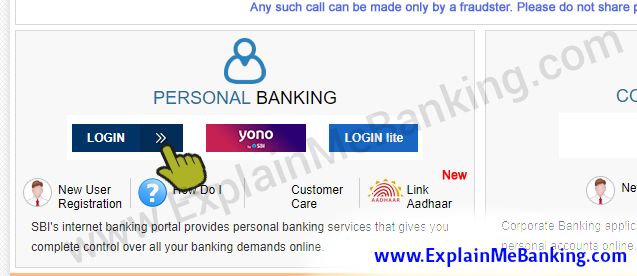 Any such call can be made only by a fraudster. Please do not share
PERSONAL BANKING
LOGIN »
yono
by SBI
LOGIN lite
New
New User
Registration
?
How Do I
Customer
Care
AADHAAR
Link
Aadhaar
SBI's internet banking portal provides personal banking services that gives you
complete control over all your banking demands online.
CO
Corporate Banking applic
personal accounts online.
www.ExplainMeBanking.com
www.ExplainMeBanking.com